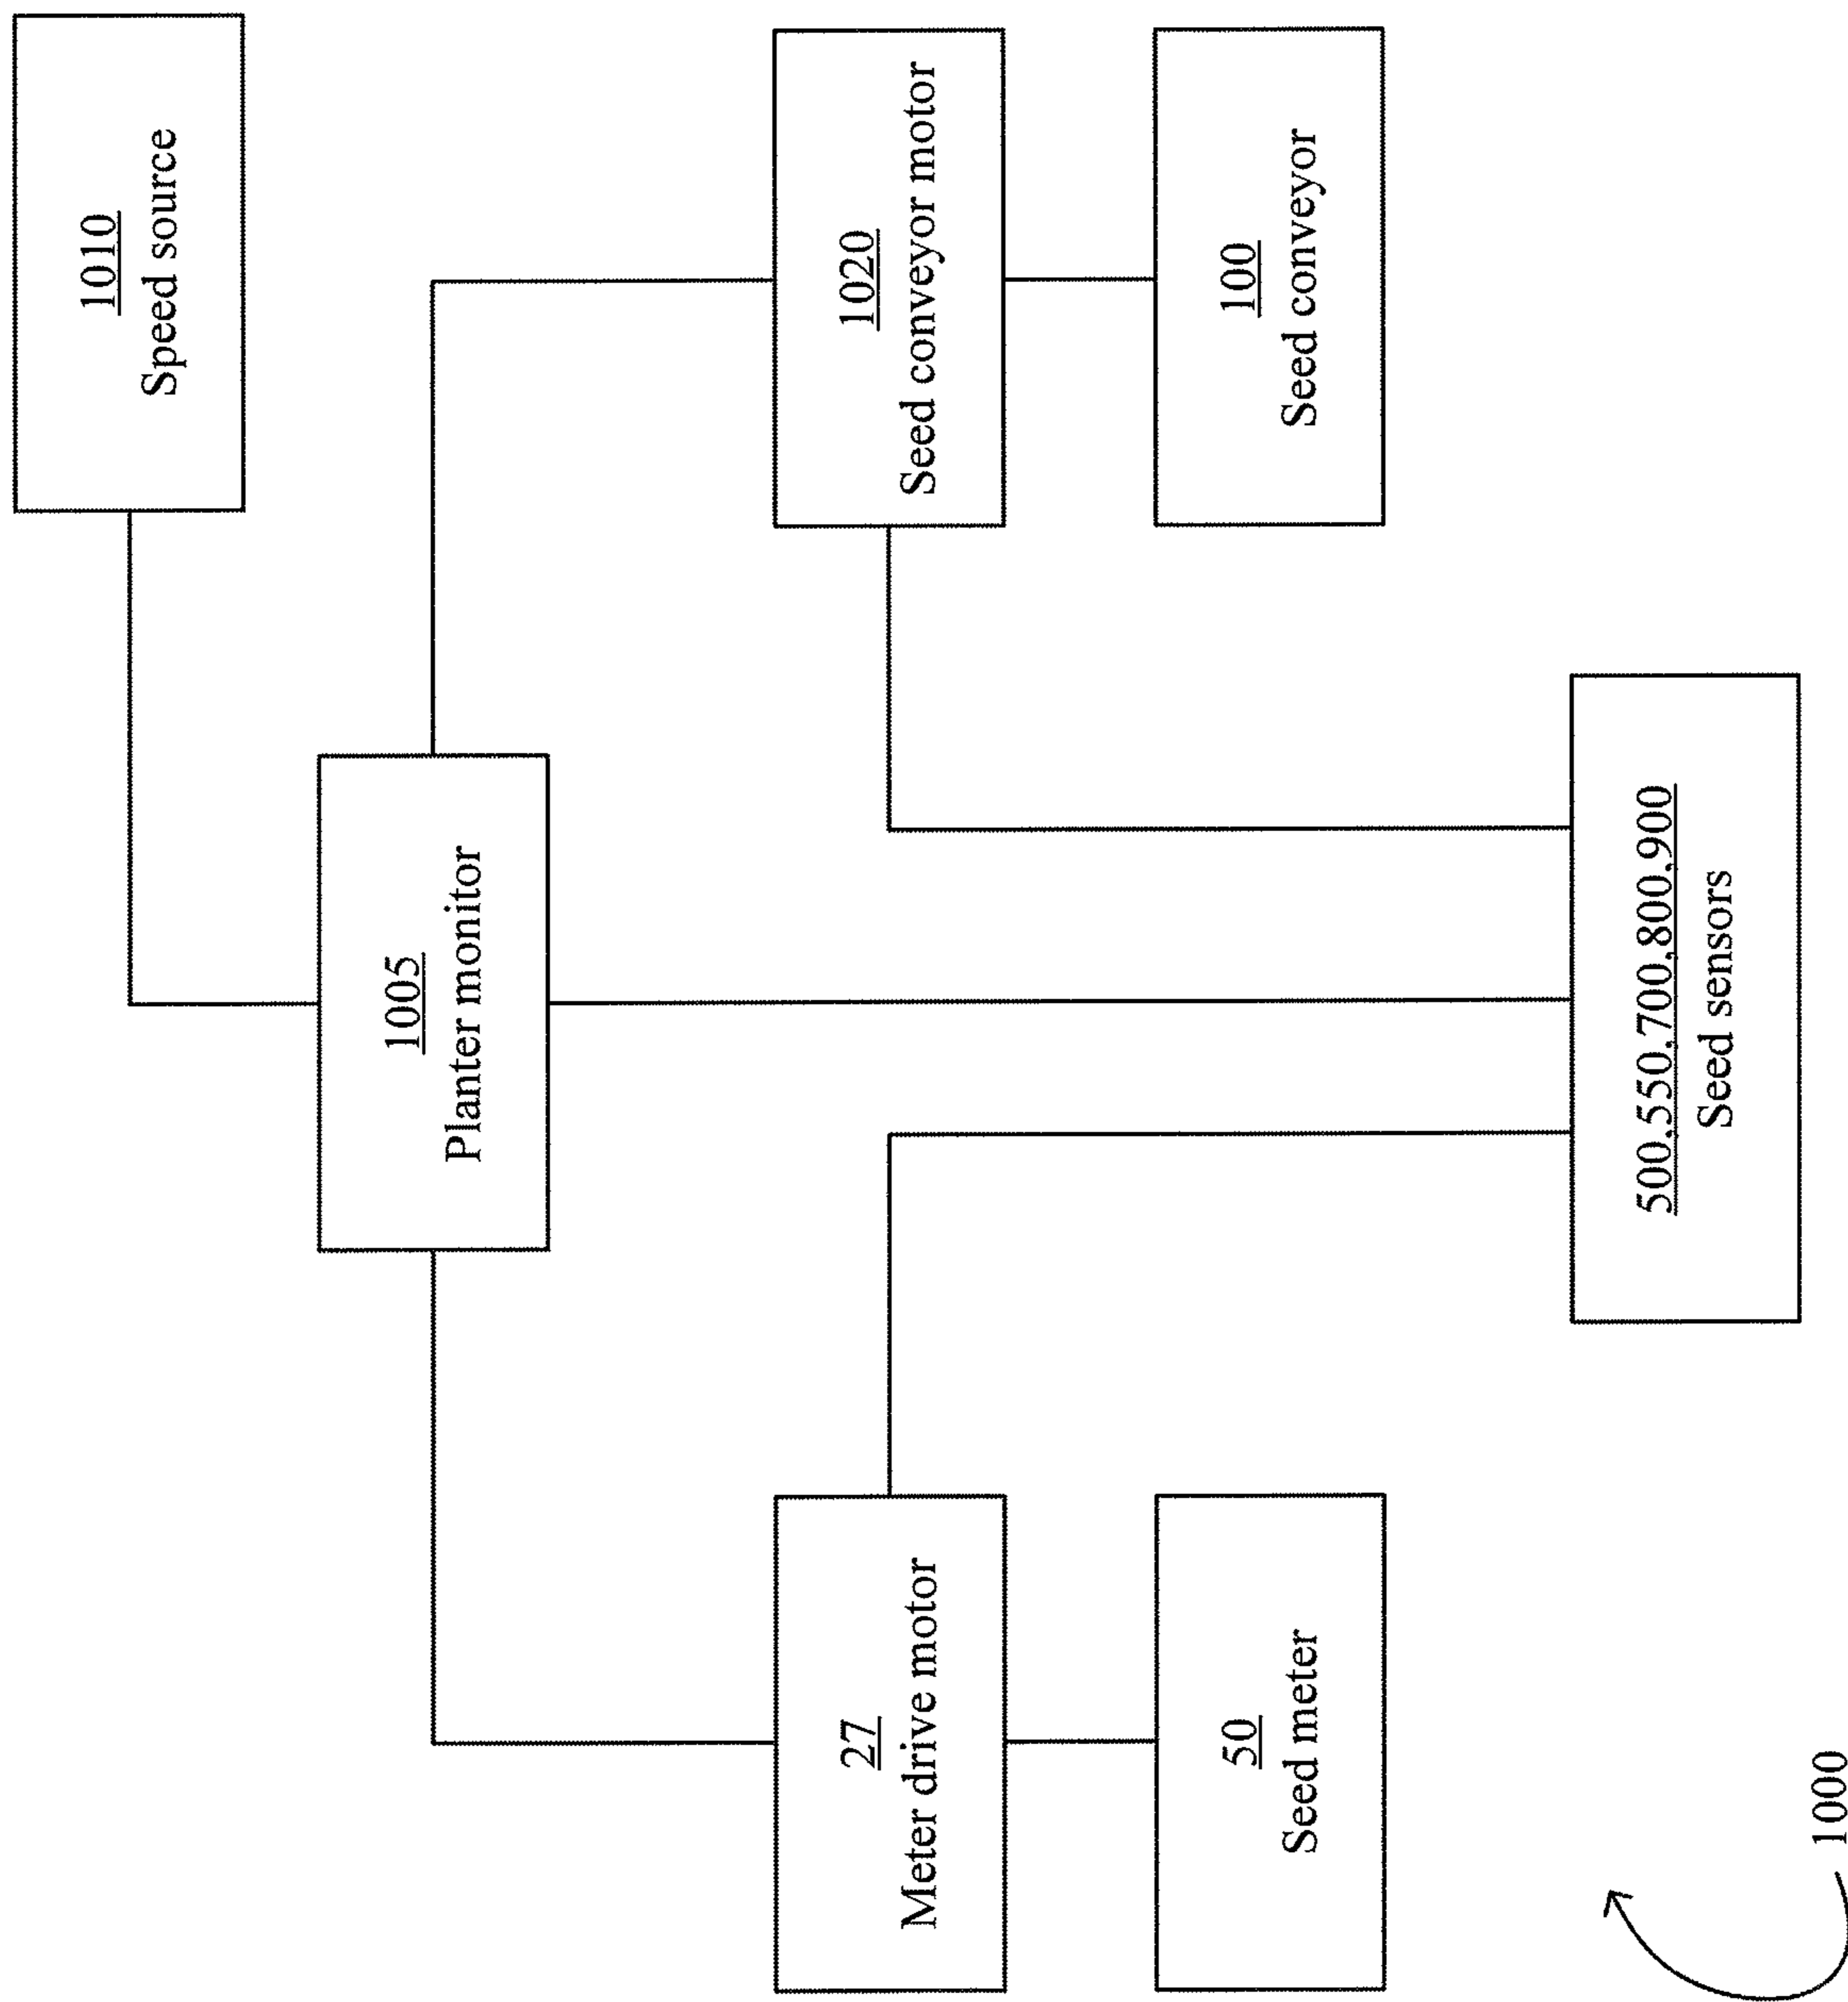 1010
Speed source
1005
Planter monitor
27
Meter drive motor
1020
Seed conveyor motor
50
Seed meter
100
Seed conveyor
500.550.700.800.900
Seed sensors
1000